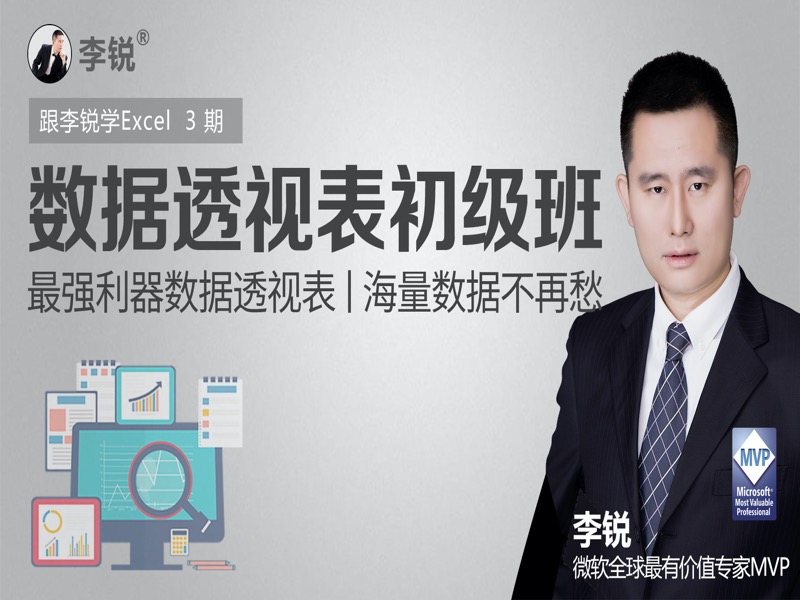 李锐®
跟李锐学Excel 3 期
数据透视表初级班
最强利器数据透视表 | 海量数据不再愁
MVP
Microsoft®
Most Valuable
Professional
李锐
微软全球最有价值专家MVP